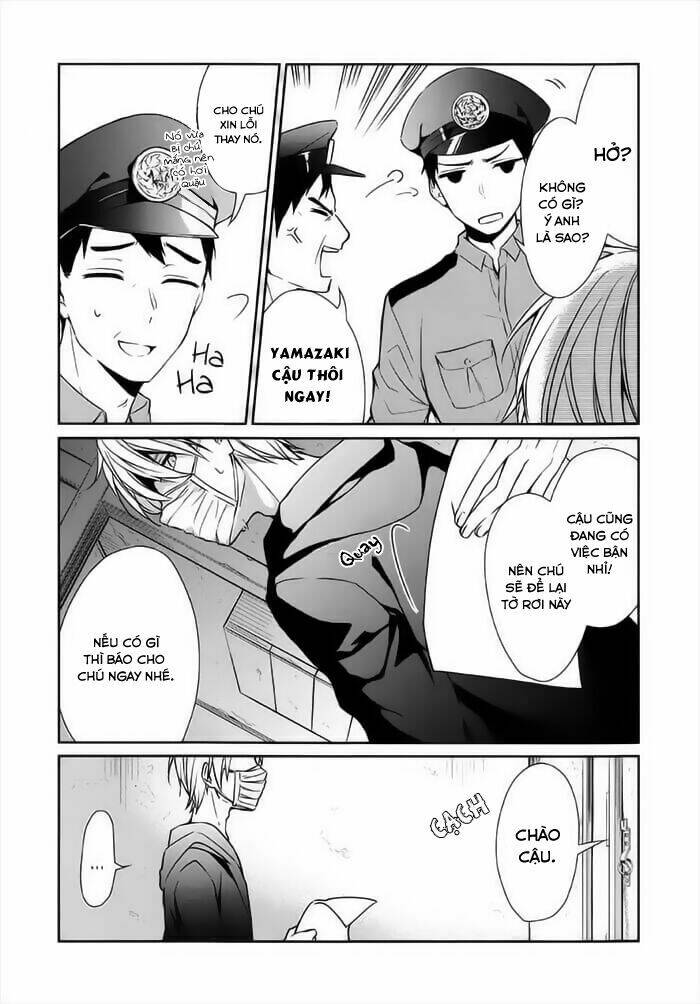 HỞ?
KHÔNG
CÓ GÌ?
Ý ANH
LÀ SAO?
YAMAZAKI
CẬU THÔI
NGAY!
CHO CHÚ
XIN LỖI
THAY NÓ.
Nó vừa
bị chú
mắng nên
có hơi
quậu
Ha
Ha
CẬU CŨNG
ĐANG CÓ
VIỆC BẬN
NHỈ!
NÊN CHÚ
SẼ ĐỂ LẠI
TỜ RƠI NÀY
Quay
NẾU CÓ GÌ
THÌ BÁO CHO
CHÚ NGAY NHÉ.
CHÀO
CẬU.
CẠCH
...